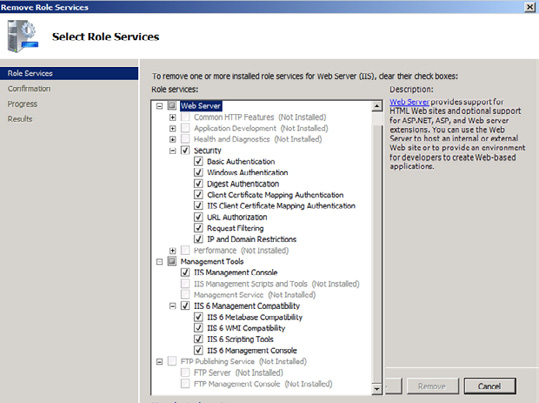 Remove Role Services
Select Role Services
Role Services
Confirmation
Progress
Results
To remove one or more installed role services for Web Server (IIS), clear their check boxes:
Role services:
Web Server
Common HTTP Features (Not Installed)
Application Development (Not Installed)
Health and Diagnostics (Not Installed)
Security
Basic Authentication
Windows Authentication
Digest Authentication
Client Certificate Mapping Authentication
IIS Client Certificate Mapping Authentication
URL Authorization
Request Filtering
IP and Domain Restrictions
Performance (Not Installed)
Management Tools
IIS Management Console
IIS Management Scripts and Tools (Not Installed)
Management Service (Not Installed)
IIS 6 Management Compatibility
IIS 6 Metabase Compatibility
IIS 6 WMI Compatibility
IIS 6 Scripting Tools
IIS 6 Management Console
FTP Publishing Service (Not Installed)
FTP Server (Not Installed)
FTP Management Console (Not Installed)
Description:
Web Server provides support for
HTML Web sites and optional support
for ASP.NET, ASP, and Web server
extensions. You can use the Web
Server to host an internal or external
Web site or to provide an environment
for developers to create Web-based
applications.
Remove
Cancel